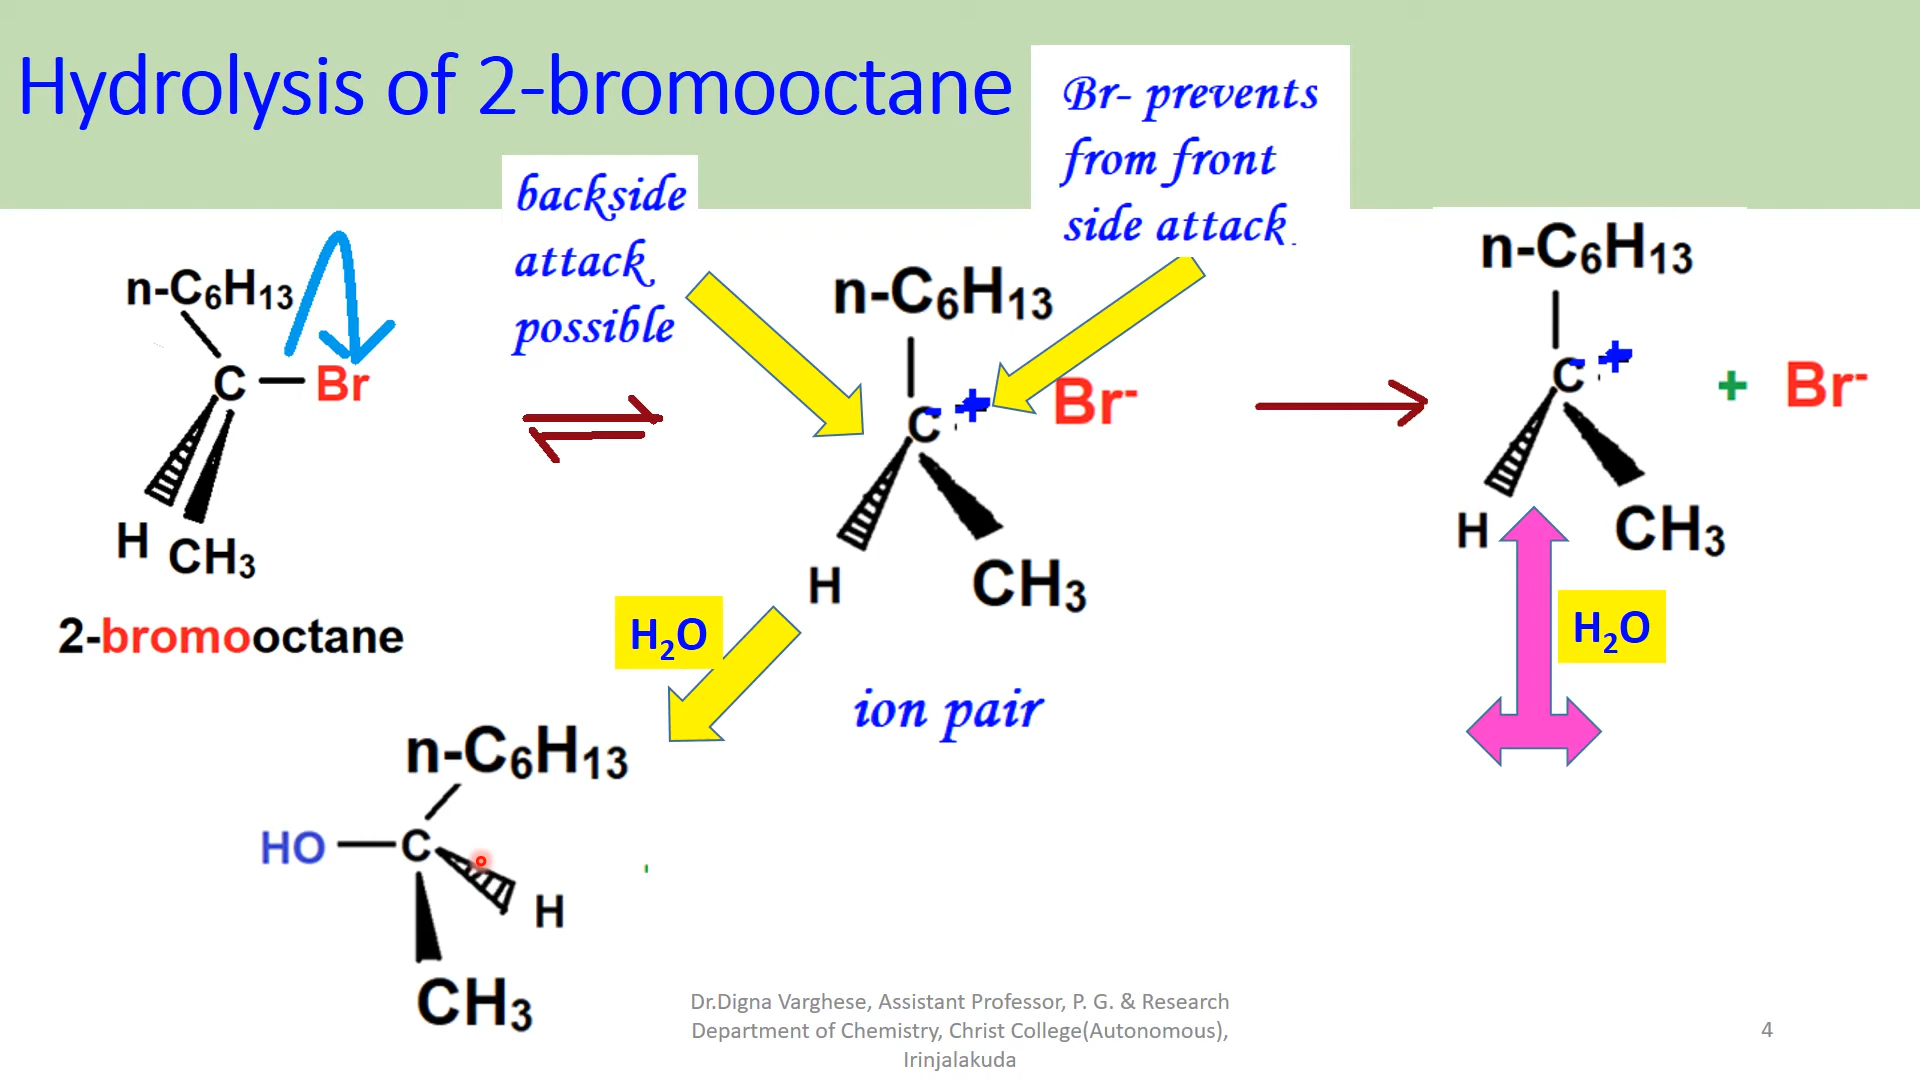 Hydrolysis of 2-bromooctane
Br- prevents
from front
side attack.
backside
attack
possible
n-C₆H₁₃
C
Br
H
CH₃
2-bromooctane
n-C₆H₁₃
C
- +
Br⁻
H
CH₃
ion pair
H₂O
n-C₆H₁₃
C
- +
+ Br⁻
H
CH₃
H₂O
n-C₆H₁₃
HO
C
H
CH₃
Dr.Digna Varghese, Assistant Professor, P. G. & Research
Department of Chemistry, Christ College(Autonomous),
Irinjalakuda
4